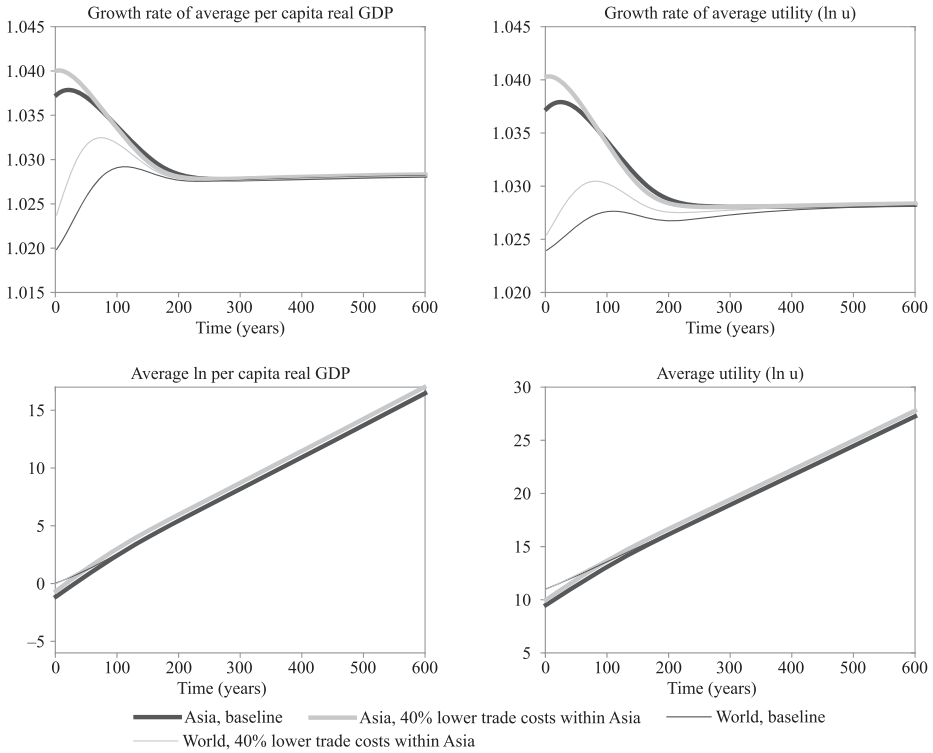 Growth rate of average per capita real GDP
1.045
1.040
1.035
1.030
1.025
1.020
1.015
0 100 200 300 400 500 600
Time (years)
Growth rate of average utility (ln u)
1.045
1.040
1.035
1.030
1.025
1.020
0 100 200 300 400 500 600
Time (years)
Average ln per capita real GDP
15
10
5
0
–5
0 100 200 300 400 500 600
Time (years)
Average utility (ln u)
30
25
20
15
10
5
0 100 200 300 400 500 600
Time (years)
Asia, baseline Asia, 40% lower trade costs within Asia World, baseline
World, 40% lower trade costs within Asia